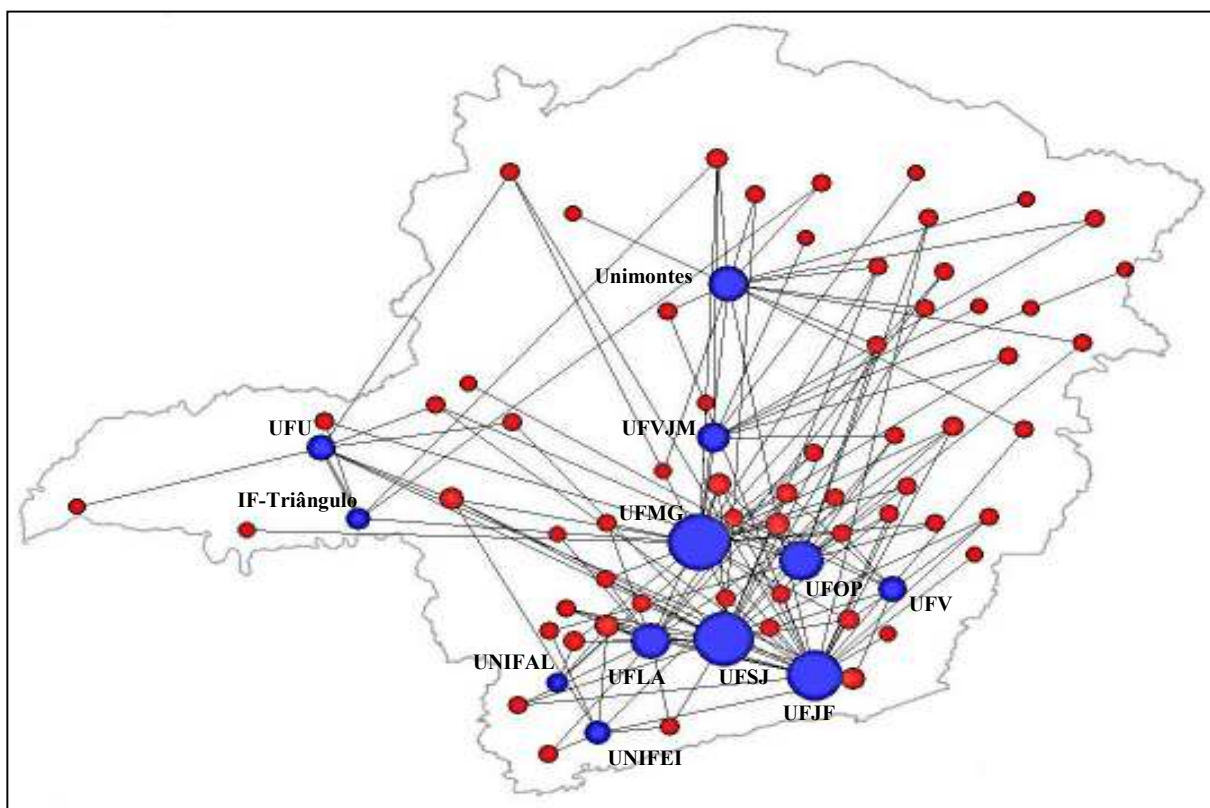 Unimontes
UFU
UFVJM
IF-Triângulo
UFMG
UFOP
UFV
UNIFAL
UFLA
UFSJ
UFJF
UNIFEI